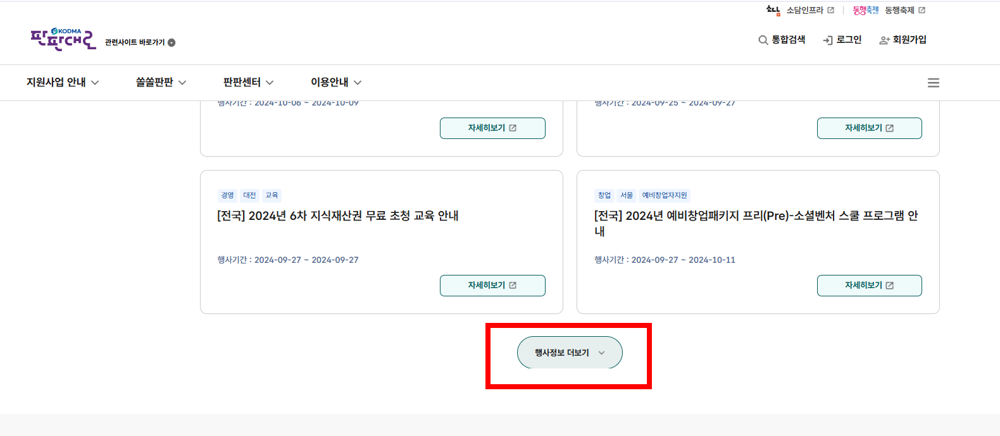 소담 소담인프라 동행축제 동행축제
KODMA
판판대로 관련사이트 바로가기
통합검색 로그인 회원가입
지원사업 안내 쏠쏠판판 판판센터 이용안내
행사기간 : 2024-10-06 ~ 2024-10-09
자세히보기
행사기간 : 2024-09-25 ~ 2024-09-27
자세히보기
경영 대전 교육
[전국] 2024년 6차 지식재산권 무료 초청 교육 안내
행사기간 : 2024-09-27 ~ 2024-09-27
자세히보기
창업 서울 예비창업자지원
[전국] 2024년 예비창업패키지 프리(Pre)-소셜벤처 스쿨 프로그램 안
내
행사기간 : 2024-09-27 ~ 2024-10-11
자세히보기
행사정보 더보기